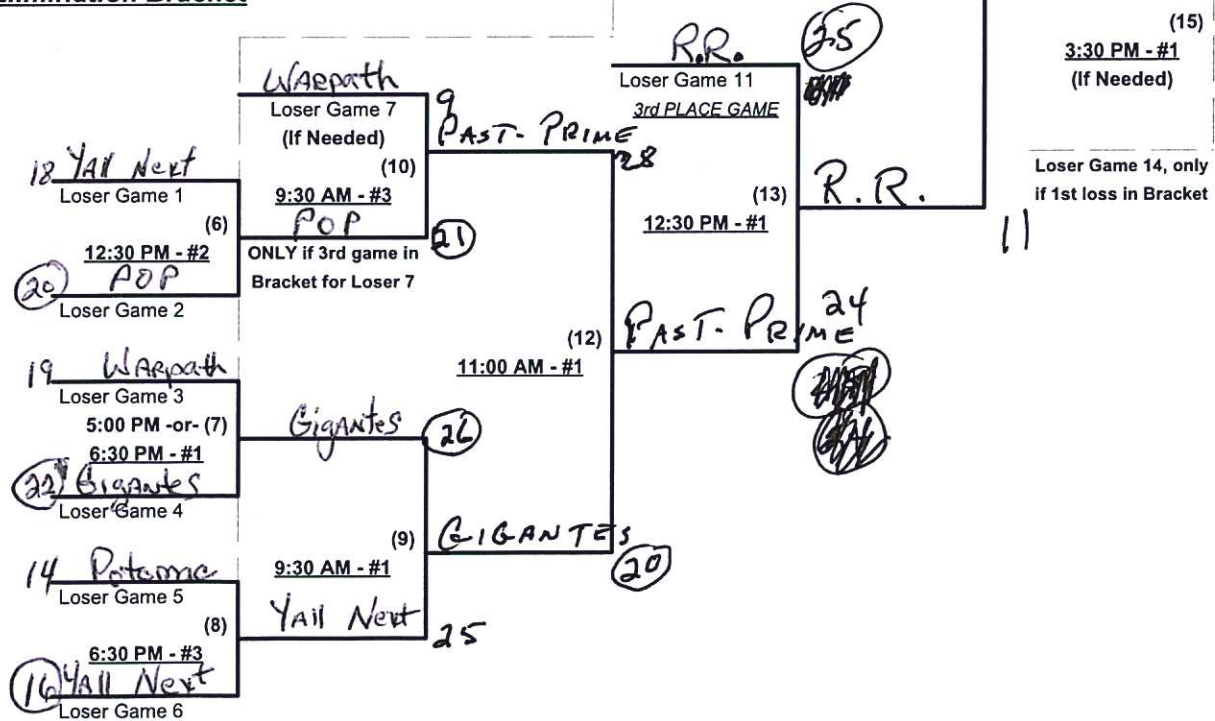 R.R.
25
(15)
3:30 PM - #1
(If Needed)
Loser Game 14, only
if 1st loss in Bracket
Loser Game 11
3rd PLACE GAME
Warpath
9
Loser Game 7
(If Needed)
PAST-PRIME
28
(10)
9:30 AM - #3
POP
21
ONLY if 3rd game in
Bracket for Loser 7
18 YAll Next
Loser Game 1
(6)
12:30 PM - #2
20 POP
Loser Game 2
(13)
12:30 PM - #1
R.R.
11
19 WARpath
Loser Game 3
5:00 PM -or- (7)
6:30 PM - #1
22 GigANtes
Loser Game 4
GigANtes
26
(12)
11:00 AM - #1
PAST-PRIME
24
14 Potomac
Loser Game 5
(8)
6:30 PM - #3
16 YAll Next
Loser Game 6
(9)
9:30 AM - #1
GIGANTES
20
YAll Next
25